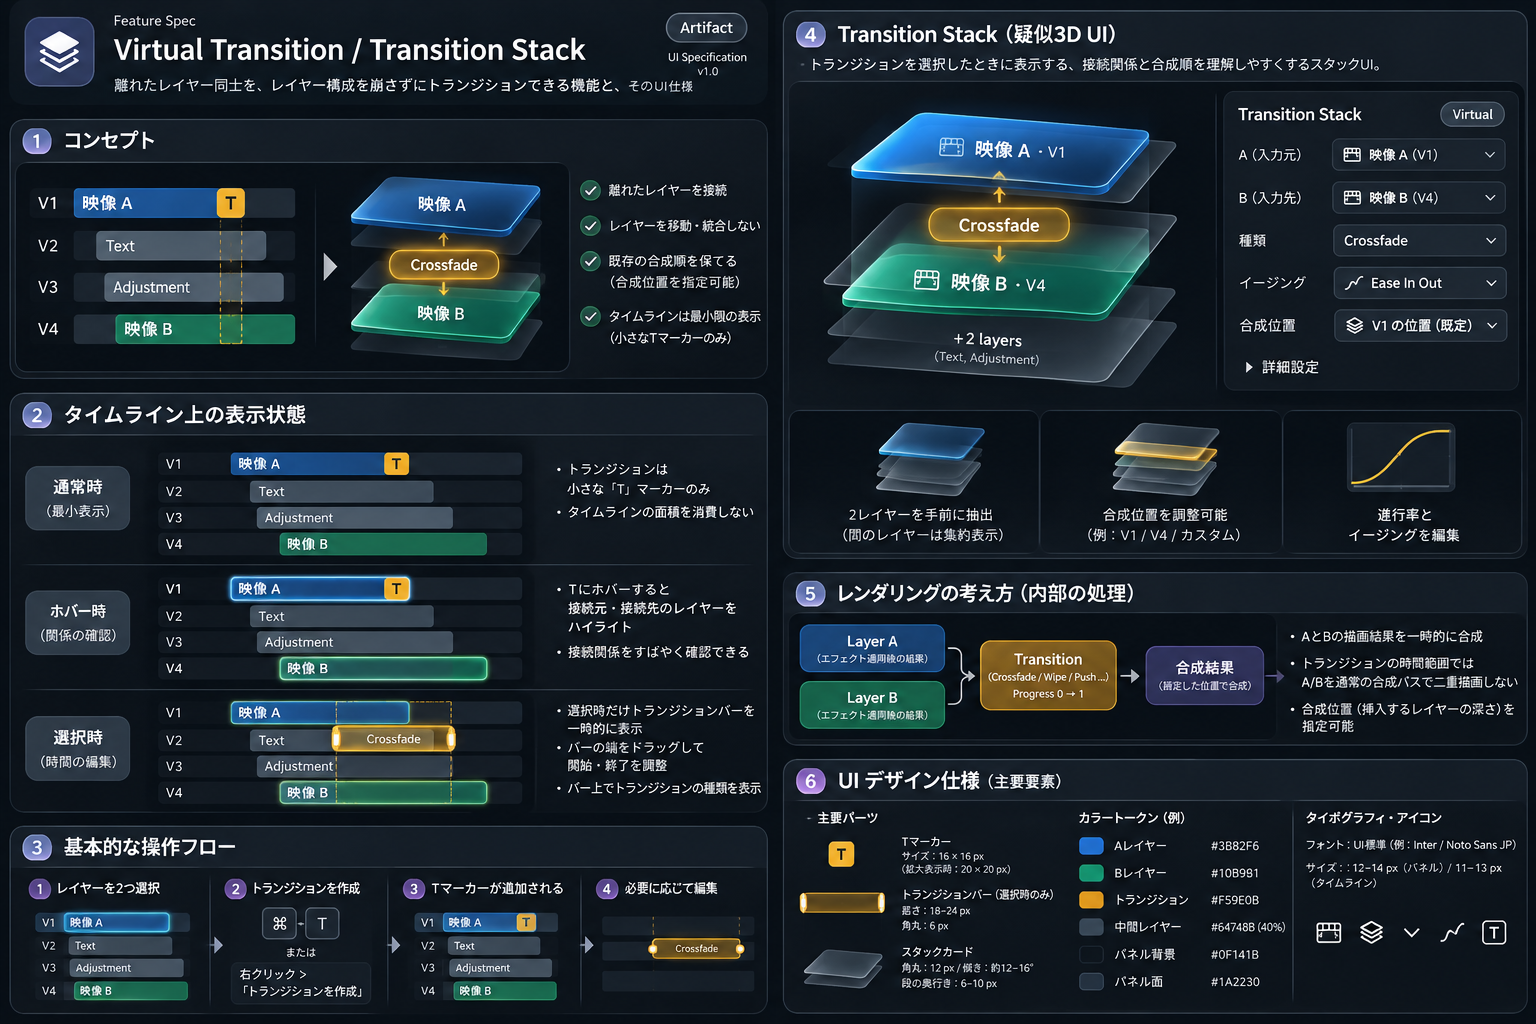 Feature Spec
Virtual Transition / Transition Stack
離れたレイヤー同士を、レイヤー構成を崩さずにトランジションできる機能と、そのUI仕様
Artifact
UI Specification
v1.0
1 コンセプト
V1 映像 A T
V2 Text
V3 Adjustment
V4 映像 B
映像 A
Crossfade
映像 B
離れたレイヤーを接続
レイヤーを移動・統合しない
既存の合成順を保てる
(合成位置を指定可能)
タイムラインは最小限の表示
(小さなTマーカーのみ)
2 タイムライン上の表示状態
通常時
(最小表示)
V1 映像 A T
V2 Text
V3 Adjustment
V4 映像 B
• トランジションは
小さな「T」マーカーのみ
• タイムラインの面積を消費しない
ホバー時
(関係の確認)
V1 映像 A T
V2 Text
V3 Adjustment
V4 映像 B
• Tにホバーすると
接続元・接続先のレイヤーを
ハイライト
• 接続関係をすばやく確認できる
選択時
(時間の編集)
V1 映像 A
V2 Text Crossfade
V3 Adjustment
V4 映像 B
• 選択時だけトランジションバーを
一時的に表示
• バーの端をドラッグして
開始・終了を調整
• バー上でトランジションの種類を表示
3 基本的な操作フロー
1 レイヤーを2つ選択
V1 映像 A
V2 Text
V3 Adjustment
V4 映像 B
2 トランジションを作成
⌘ - T
または
右クリック >
「トランジションを作成」
3 Tマーカーが追加される
V1 映像 A T
V2 Text
V3 Adjustment
V4 映像 B
4 必要に応じて編集
Crossfade
4 Transition Stack (疑似3D UI)
- トランジションを選択したときに表示する、接続関係と合成順を理解しやすくするスタックUI。
映像 A · V1
Crossfade
映像 B · V4
+2 layers
(Text, Adjustment)
Transition Stack Virtual
A (入力元) 映像 A (V1)
B (入力先) 映像 B (V4)
種類 Crossfade
イージング Ease In Out
合成位置 V1 の位置 (既定)
詳細設定
2レイヤーを手前に抽出
(間のレイヤーは集約表示)
合成位置を調整可能
(例：V1 / V4 / カスタム)
進行率と
イージングを編集
5 レンダリングの考え方 (内部の処理)
Layer A
(エフェクト適用後の結果)
Layer B
(エフェクト適用後の結果)
Transition
(Crossfade / Wipe / Push ...)
Progress 0 → 1
合成結果
(指定した位置で合成)
• AとBの描画結果を一時的に合成
• トランジションの時間範囲では
A/Bを通常の合成パスで二重描画しない
• 合成位置 (挿入するレイヤーの深さ) を
指定可能
6 UI デザイン仕様 (主要要素)
- 主要パーツ
T
Tマーカー
サイズ：16 × 16 px
(拡大表示時：20 × 20 px)
トランジションバー (選択時のみ)
高さ：18–24 px
角丸：6 px
スタックカード
角丸：12 px / 傾き：約12–16°
段の奥行き：6–10 px
カラートークン (例)
Aレイヤー #3B82F6
Bレイヤー #10B981
トランジション #F59E0B
中間レイヤー #64748B (40%)
パネル背景 #0F141B
パネル面 #1A2230
タイポグラフィ・アイコン
フォント：UI標準 (例：Inter / Noto Sans JP)
サイズ：：12–14 px (パネル) / 11–13 px
(タイムライン)
T